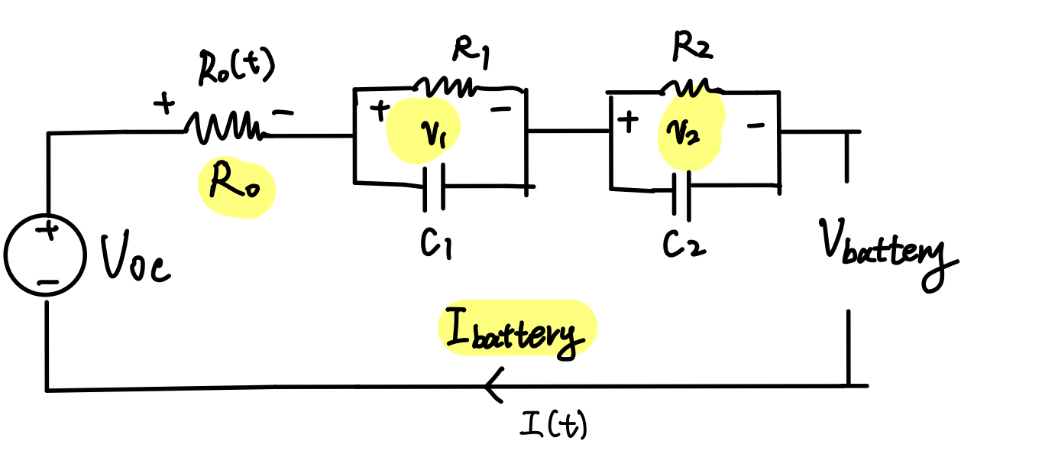 R₀(t)
R₁
R₂
+ −
+ V₁ −
+ V₂ −
R₀
C₁
C₂
+
−
Voc
Vbattery
Ibattery
I(t)